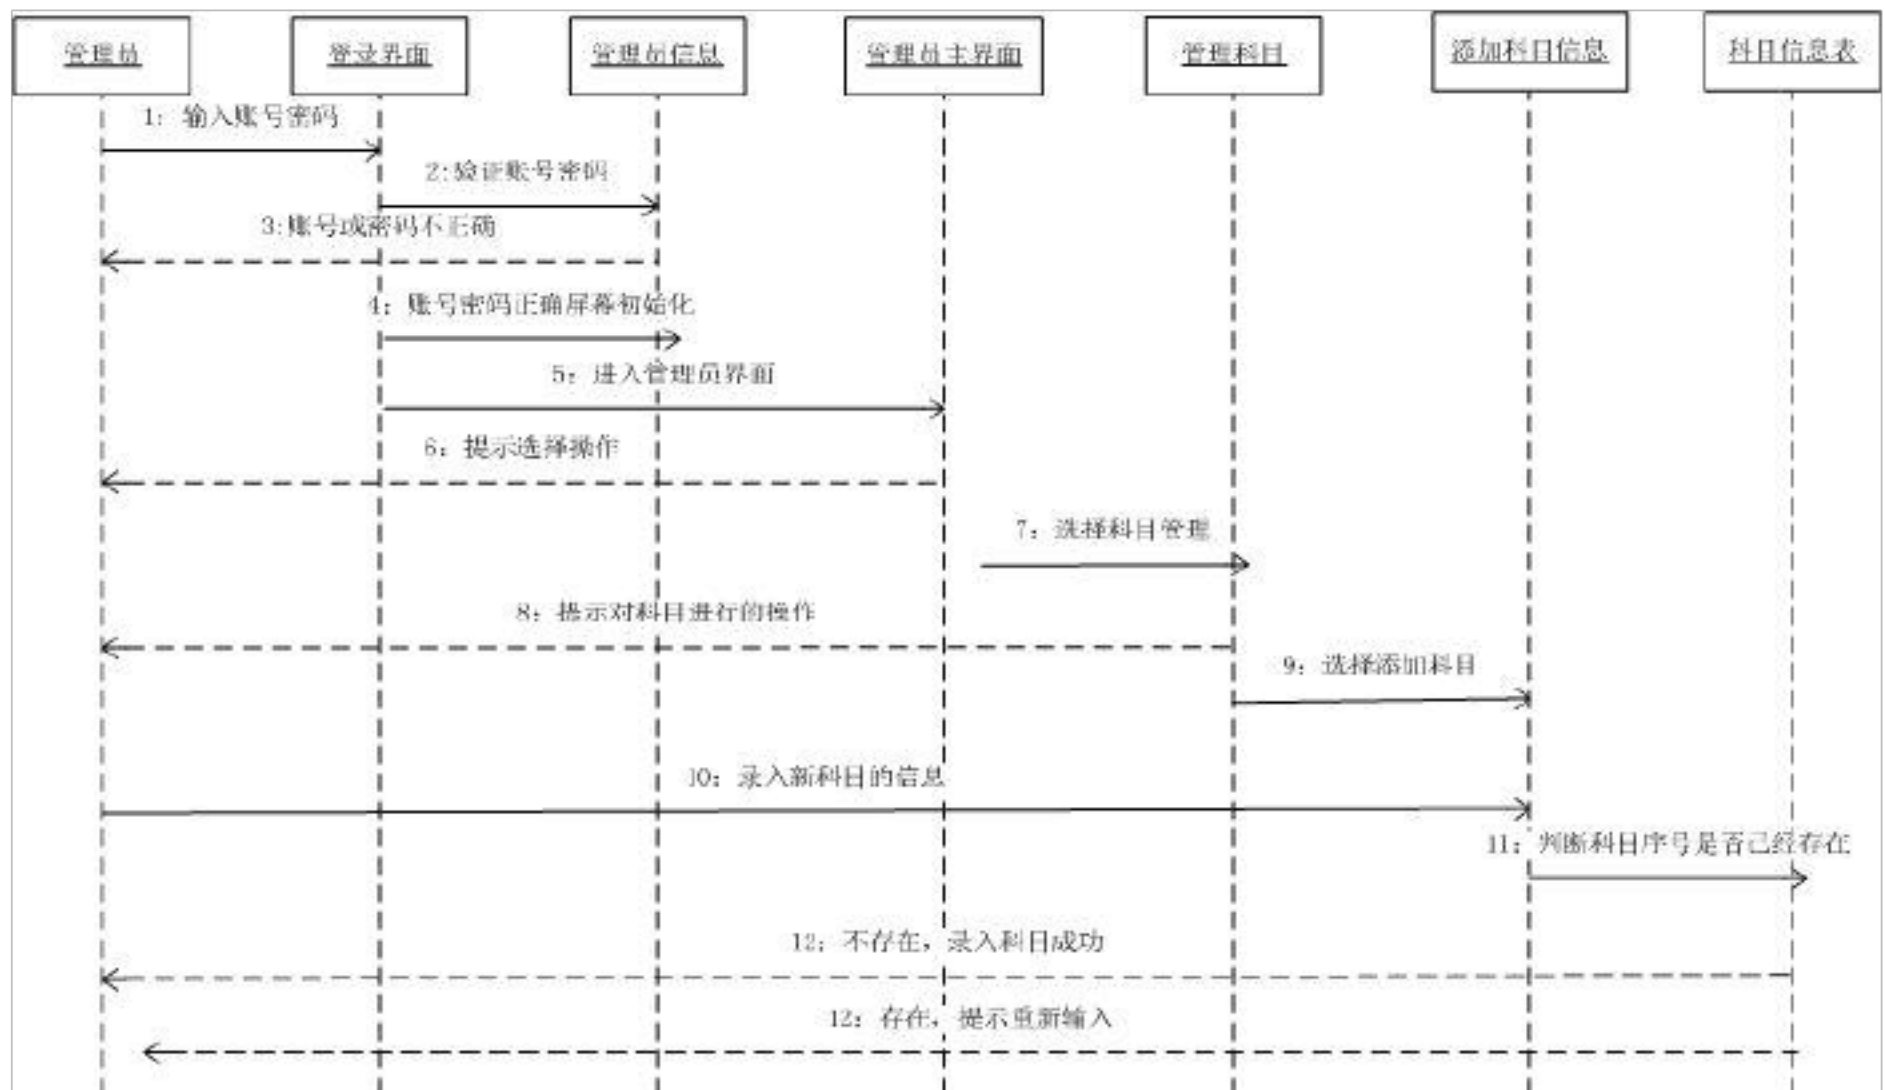 管理员
登录界面
管理员信息
管理员主界面
管理科目
添加科目信息
科目信息表
1: 输入账号密码
2:验证账号密码
3:账号或密码不正确
4: 账号密码正确屏幕初始化
5: 进入管理员界面
6: 提示选择操作
7: 选择科目管理
8: 提示对科目进行的操作
9: 选择添加科目
10: 录入新科目的信息
11: 判断科目序号是否已经存在
12: 不存在，录入科目成功
12: 存在，提示重新输入